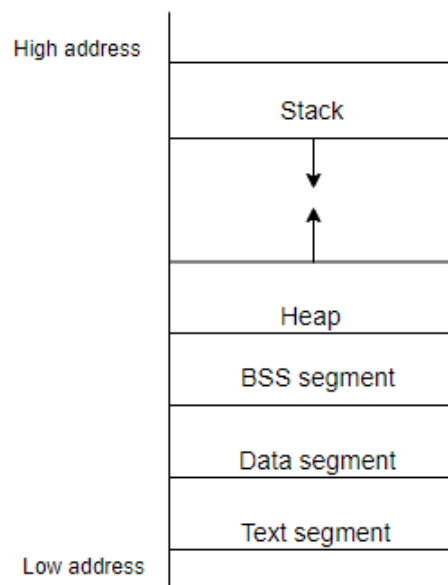 High address
Stack
Heap
BSS segment
Data segment
Text segment
Low address